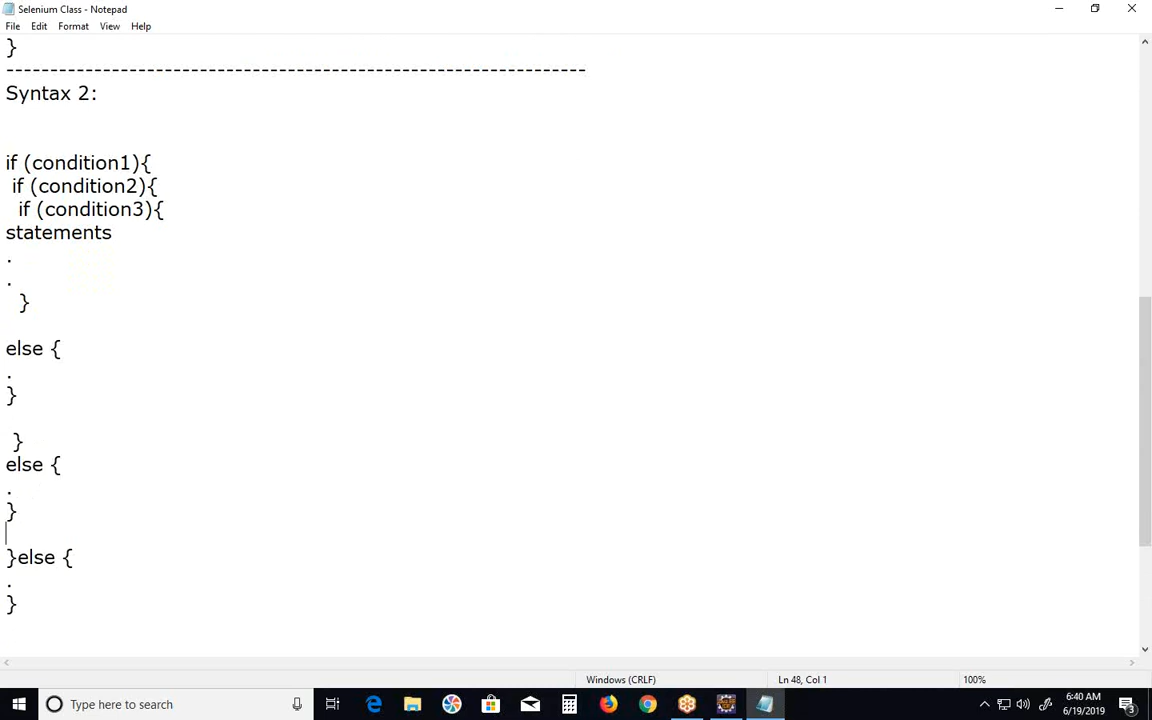 Selenium Class - Notepad
File Edit Format View Help
}
------------------------------------------------------------------
Syntax 2:
if (condition1){
if (condition2){
if (condition3){
statements
.
.
}
else {
.
}
}
else {
.
}
}else {
.
}
Windows (CRLF) Ln 48, Col 1 100%
Type here to search
6:40 AM
6/19/2019
3